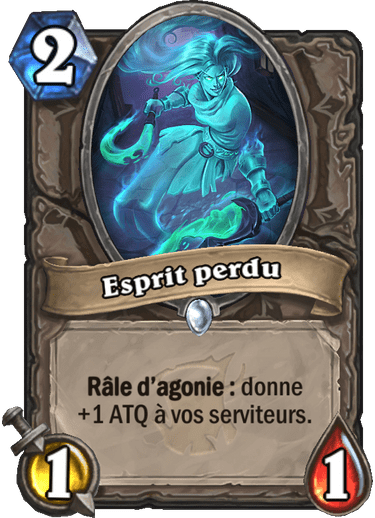 2
Esprit perdu
Râle d’agonie : donne
+1 ATQ à vos serviteurs.
1
1